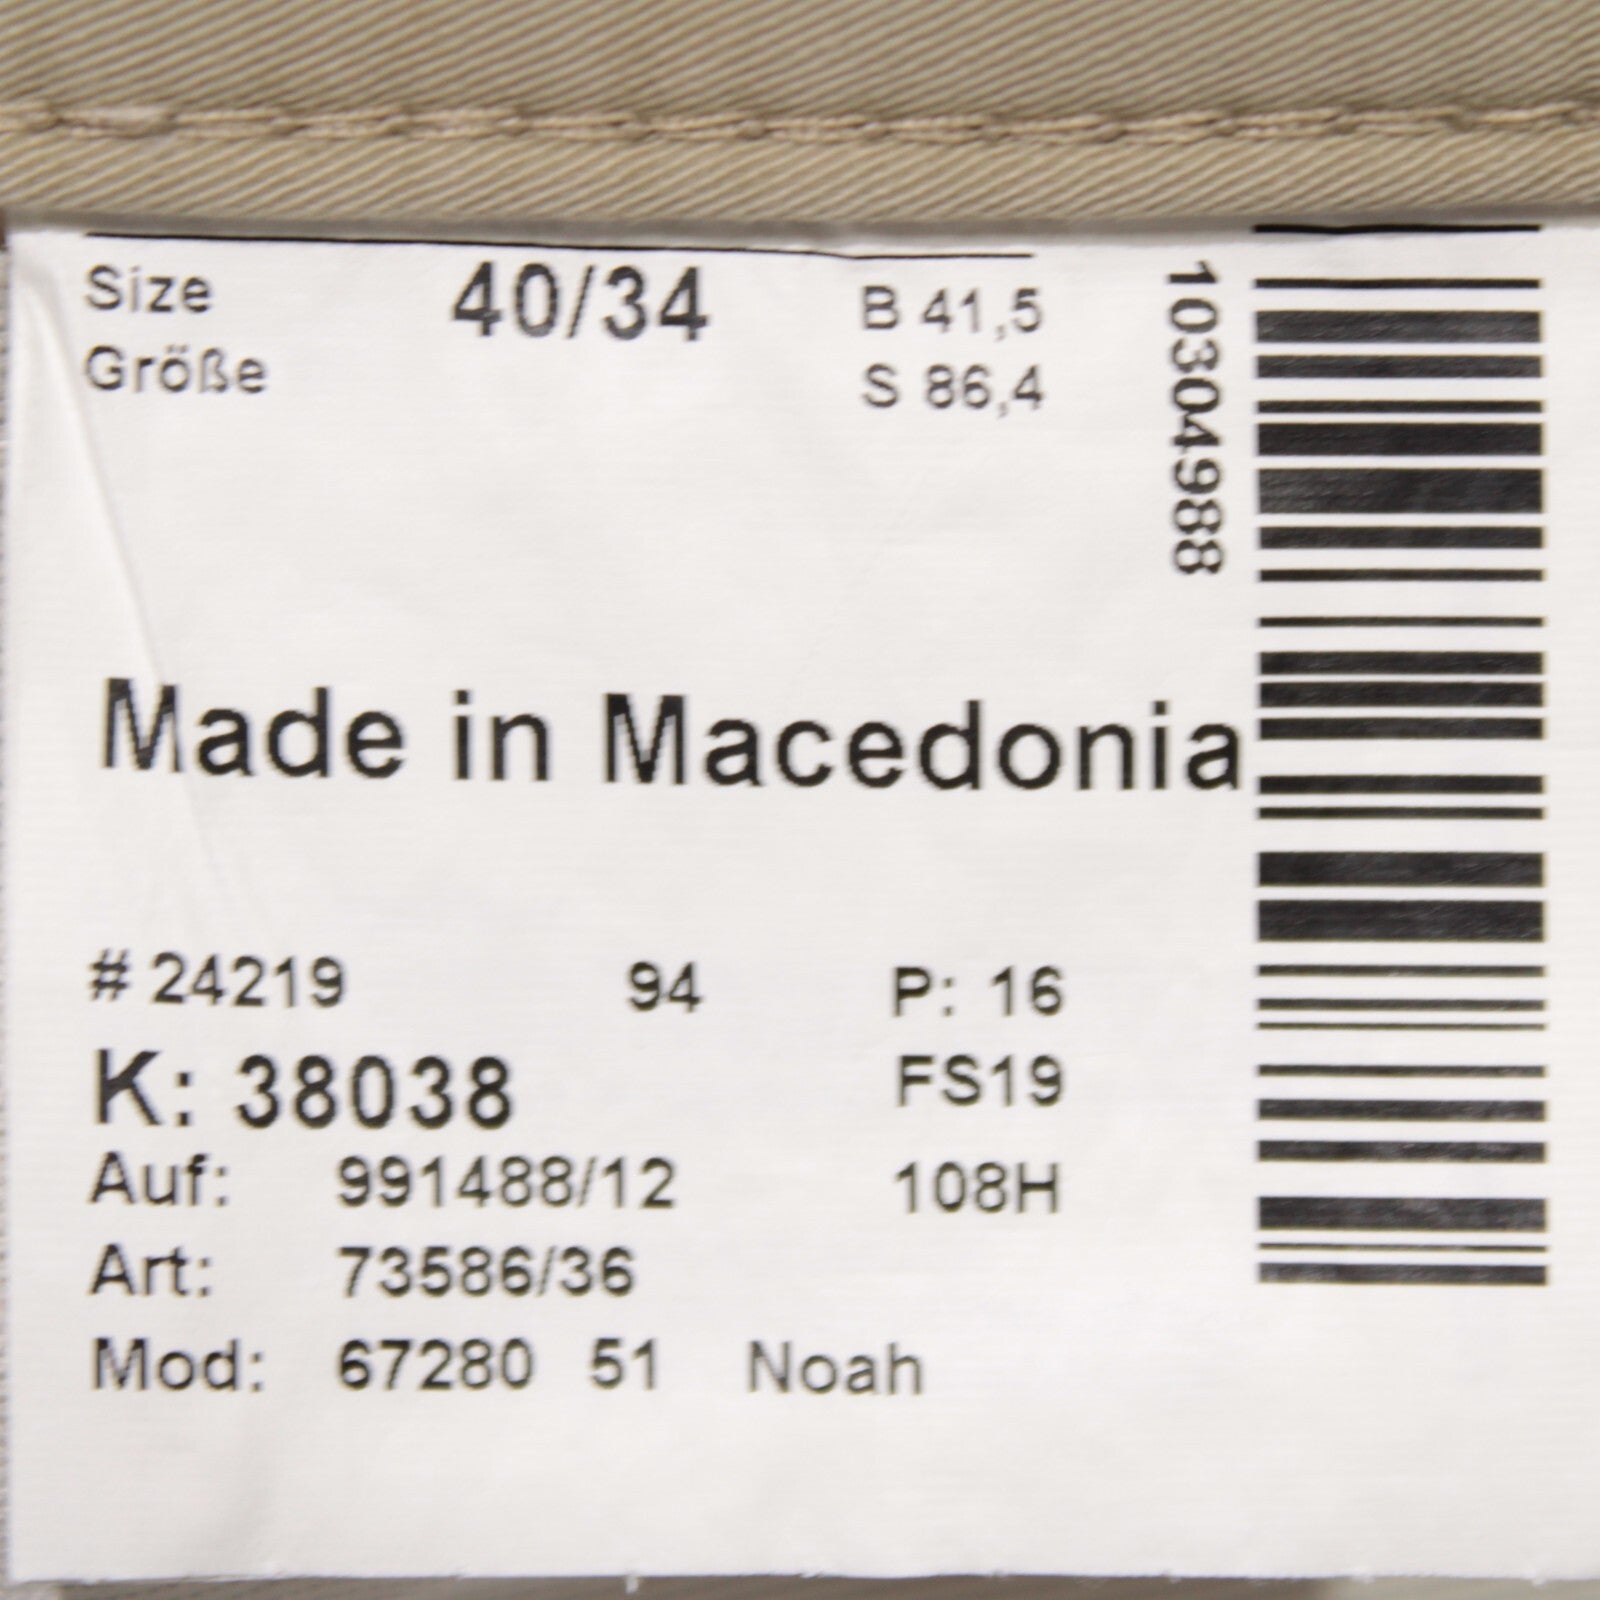 Size 40/34 B 41,5
Größe S 86,4
10304988
Made in Macedonia
# 24219 94 P: 16
K: 38038 FS19
Auf: 991488/12 108H
Art: 73586/36
Mod: 67280 51 Noah